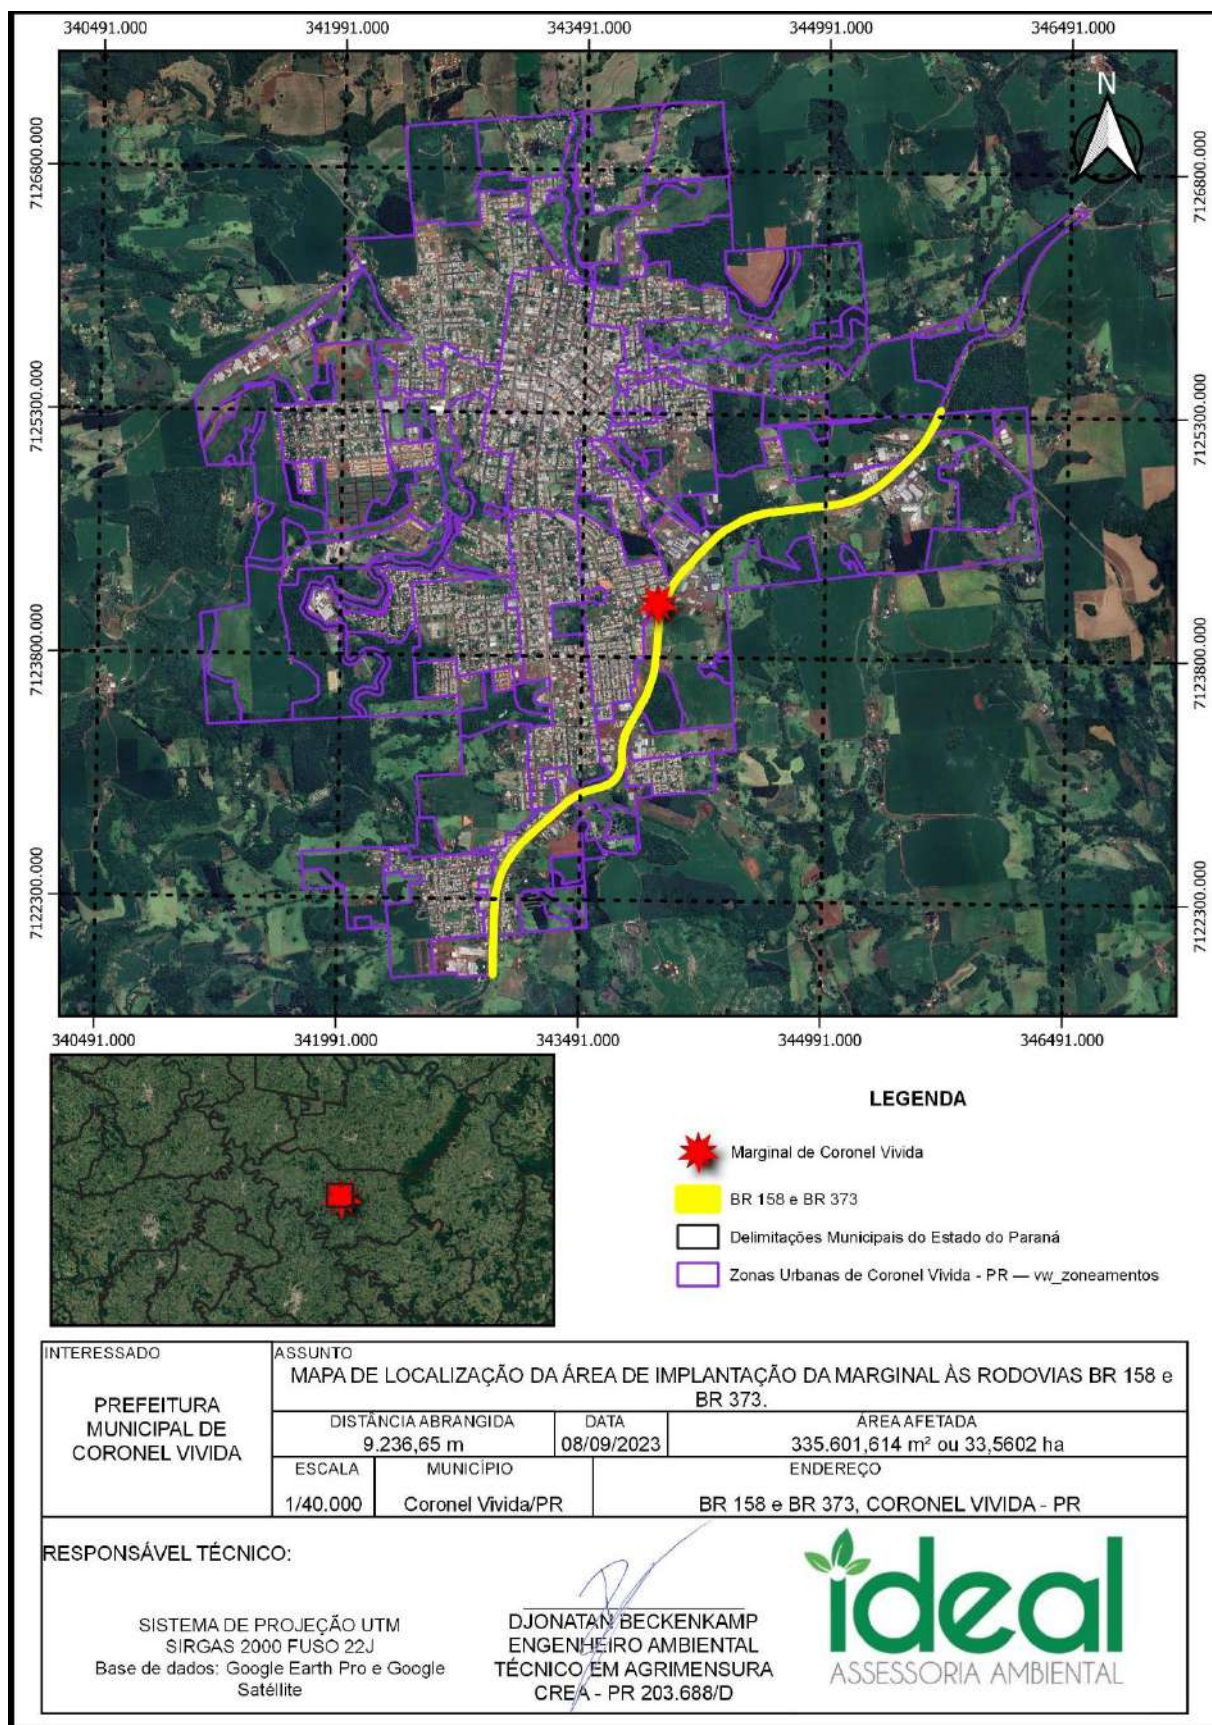 340491.000
341991.000
343491.000
344991.000
346491.000
N
7126800.000
7126800.000
7125300.000
7125300.000
7123800.000
7123800.000
7122300.000
7122300.000
340491.000
341991.000
343491.000
344991.000
346491.000
LEGENDA
Marginal de Coronel Vivida
BR 158 e BR 373
Delimitações Municipais do Estado do Paraná
Zonas Urbanas de Coronel Vivida - PR — vw_zoneamentos
INTERESSADO
PREFEITURA
MUNICIPAL DE
CORONEL VIVIDA
ASSUNTO
MAPA DE LOCALIZAÇÃO DA ÁREA DE IMPLANTAÇÃO DA MARGINAL ÀS RODOVIAS BR 158 e
BR 373.
DISTÂNCIA ABRANGIDA
9.236,65 m
DATA
08/09/2023
ÁREA AFETADA
335.601,614 m² ou 33,5602 ha
ESCALA
1/40.000
MUNICÍPIO
Coronel Vivida/PR
ENDEREÇO
BR 158 e BR 373, CORONEL VIVIDA - PR
RESPONSÁVEL TÉCNICO:
SISTEMA DE PROJEÇÃO UTM
SIRGAS 2000 FUSO 22J
Base de dados: Google Earth Pro e Google
Satéllite
DJONATAN BECKENKAMP
ENGENHEIRO AMBIENTAL
TÉCNICO EM AGRIMENSURA
CREA - PR 203.688/D
ideal
ASSESSORIA AMBIENTAL